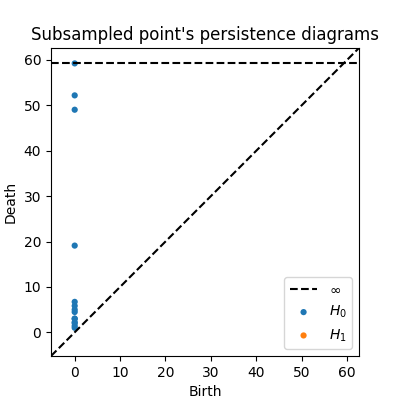 Subsampled point's persistence diagrams
60
50
40
30
20
10
0
Death
0 10 20 30 40 50 60
Birth
∞
H₀
H₁